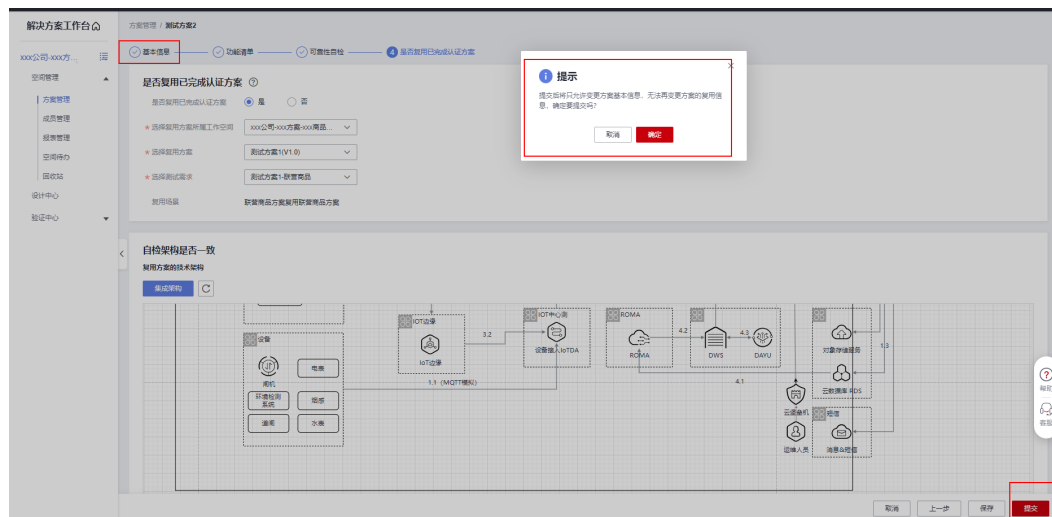 解决方案工作台
方案管理 / 测试方案2
xxx公司-xxx方...
基本信息
功能清单
可靠性自检
4 是否复用已完成认证方案
空间管理
方案管理
成员管理
报表管理
空间待办
回收站
设计中心
验证中心
是否复用已完成认证方案
是否复用已完成认证方案
是
否
* 选择复用方案所属工作空间
xxx公司-xxx方案-xxx商品...
* 选择复用方案
测试方案1(V1.0)
* 选择测试需求
测试方案1-联营商品
复用场景
联营商品方案复用联营商品方案
提示
提交后将只允许变更方案基本信息，无法再变更方案的复用信
息，确定要提交吗？
取消
确定
自检架构是否一致
复用方案的技术架构
集成架构
设备
闸机
电表
环境检测
系统
烟感
道闸
水表
IOT边缘
IoT边缘
3.2
1.1（MQTT模拟）
IOT中心测
设备接入IoTDA
ROMA
ROMA
4.2
DWS
4.3
DAYU
4.1
对象存储服务
1.3
云数据库 RDS
云堡垒机
运维人员
短信
消息&短信
帮助
客服
取消
上一步
保存
提交